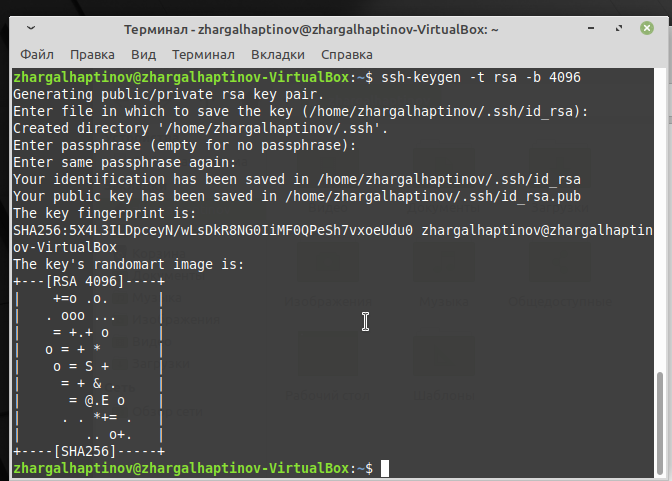 Терминал - zhargalhaptinov@zhargalhaptinov-VirtualBox: ~
Файл Правка Вид Терминал Вкладки Справка
zhargalhaptinov@zhargalhaptinov-VirtualBox:~$ ssh-keygen -t rsa -b 4096
Generating public/private rsa key pair.
Enter file in which to save the key (/home/zhargalhaptinov/.ssh/id_rsa):
Created directory '/home/zhargalhaptinov/.ssh'.
Enter passphrase (empty for no passphrase):
Enter same passphrase again:
Your identification has been saved in /home/zhargalhaptinov/.ssh/id_rsa
Your public key has been saved in /home/zhargalhaptinov/.ssh/id_rsa.pub
The key fingerprint is:
SHA256:5X4L3ILDpceyN/wLsDkR8NG0IiMF0QPeSh7vxoeUdu0 zhargalhaptinov@zhargalhaptin
ov-VirtualBox
The key's randomart image is:
+---[RSA 4096]----+
|    +=o .o.      |
|   . ooo ...     |
|    = +.+ o      |
|   o = + *       |
|    o = S +      |
|     = + & .     |
|      = @.E o    |
|     . . *+= .   |
|        .. o+.   |
+----[SHA256]-----+
zhargalhaptinov@zhargalhaptinov-VirtualBox:~$